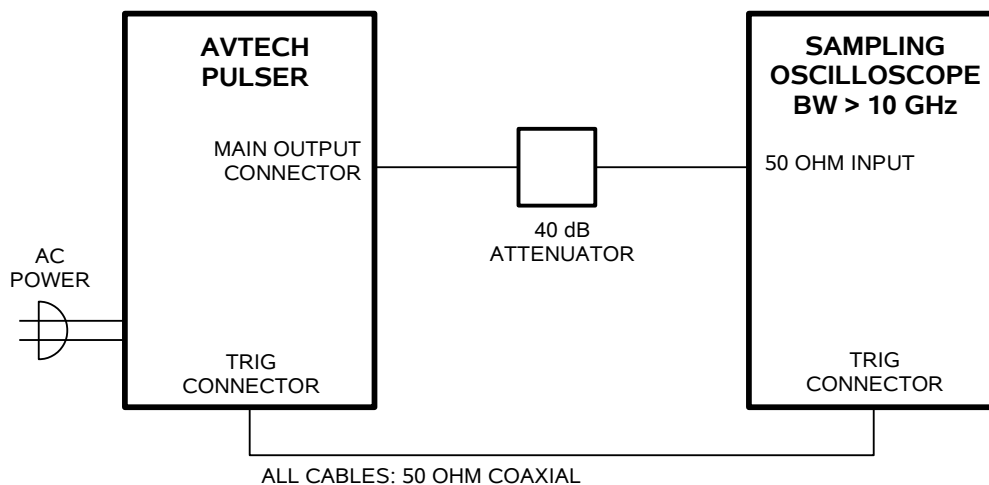 AVTECH
PULSER
MAIN OUTPUT
CONNECTOR
AC
POWER
TRIG
CONNECTOR
40 dB
ATTENUATOR
SAMPLING
OSCILLOSCOPE
BW > 10 GHz
50 OHM INPUT
TRIG
CONNECTOR
ALL CABLES: 50 OHM COAXIAL